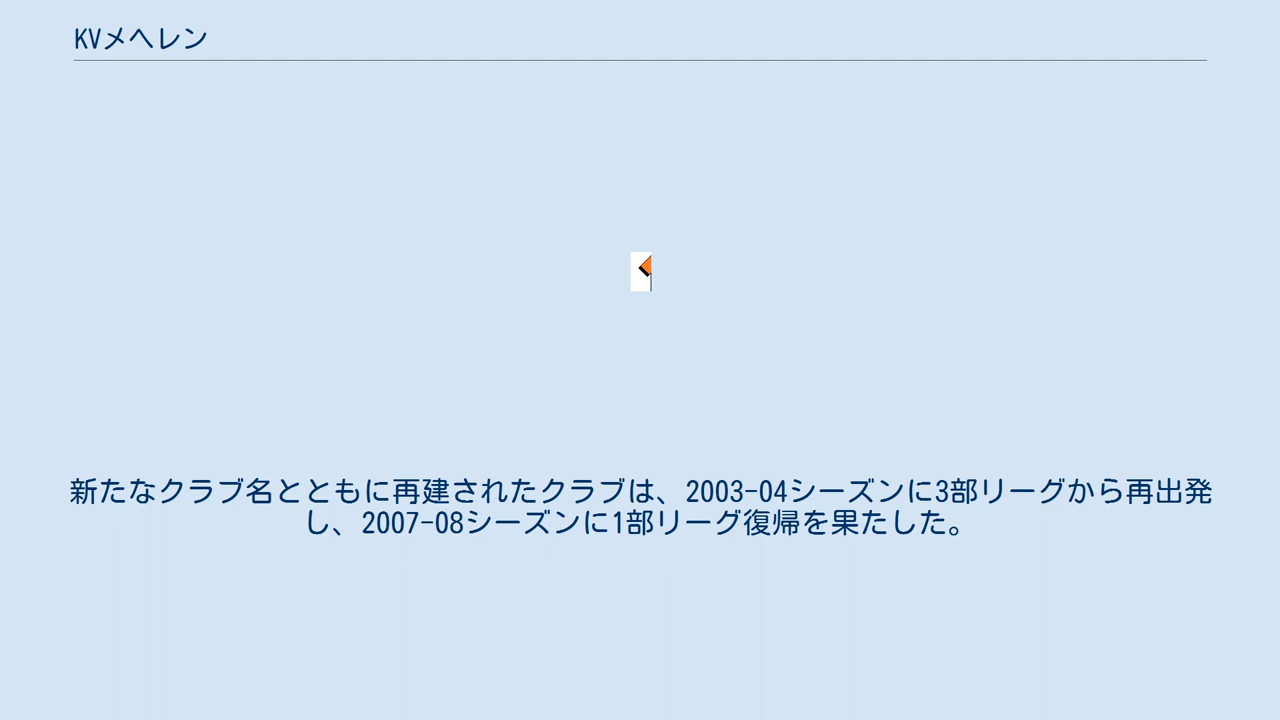 KVメヘレン
新たなクラブ名とともに再建されたクラブは、2003-04シーズンに3部リーグから再出発
し、2007-08シーズンに1部リーグ復帰を果たした。